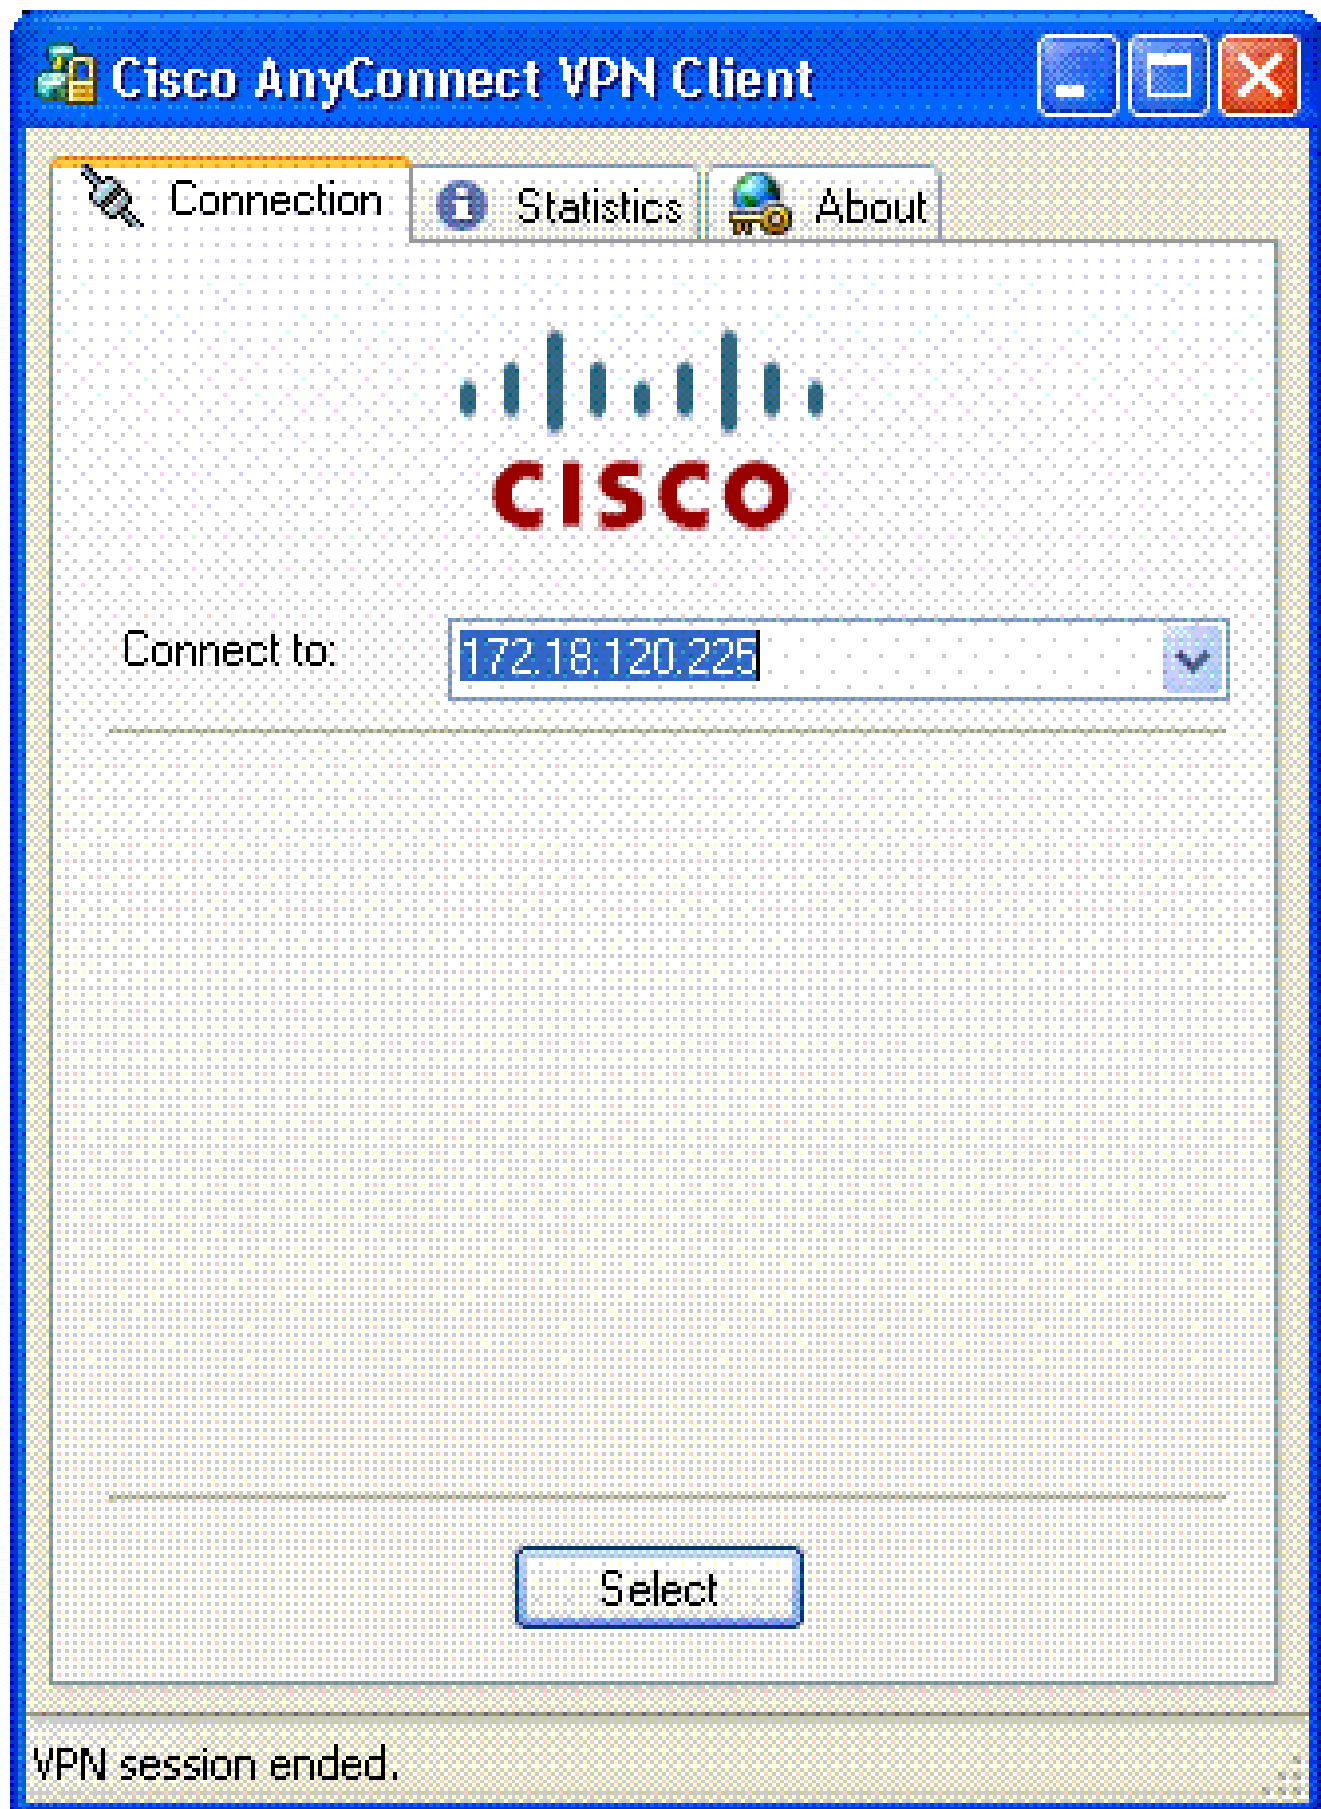 Cisco AnyConnect VPN Client
Connection Statistics About
CISCO
Connect to: 172.18.120.225
Select
VPN session ended.